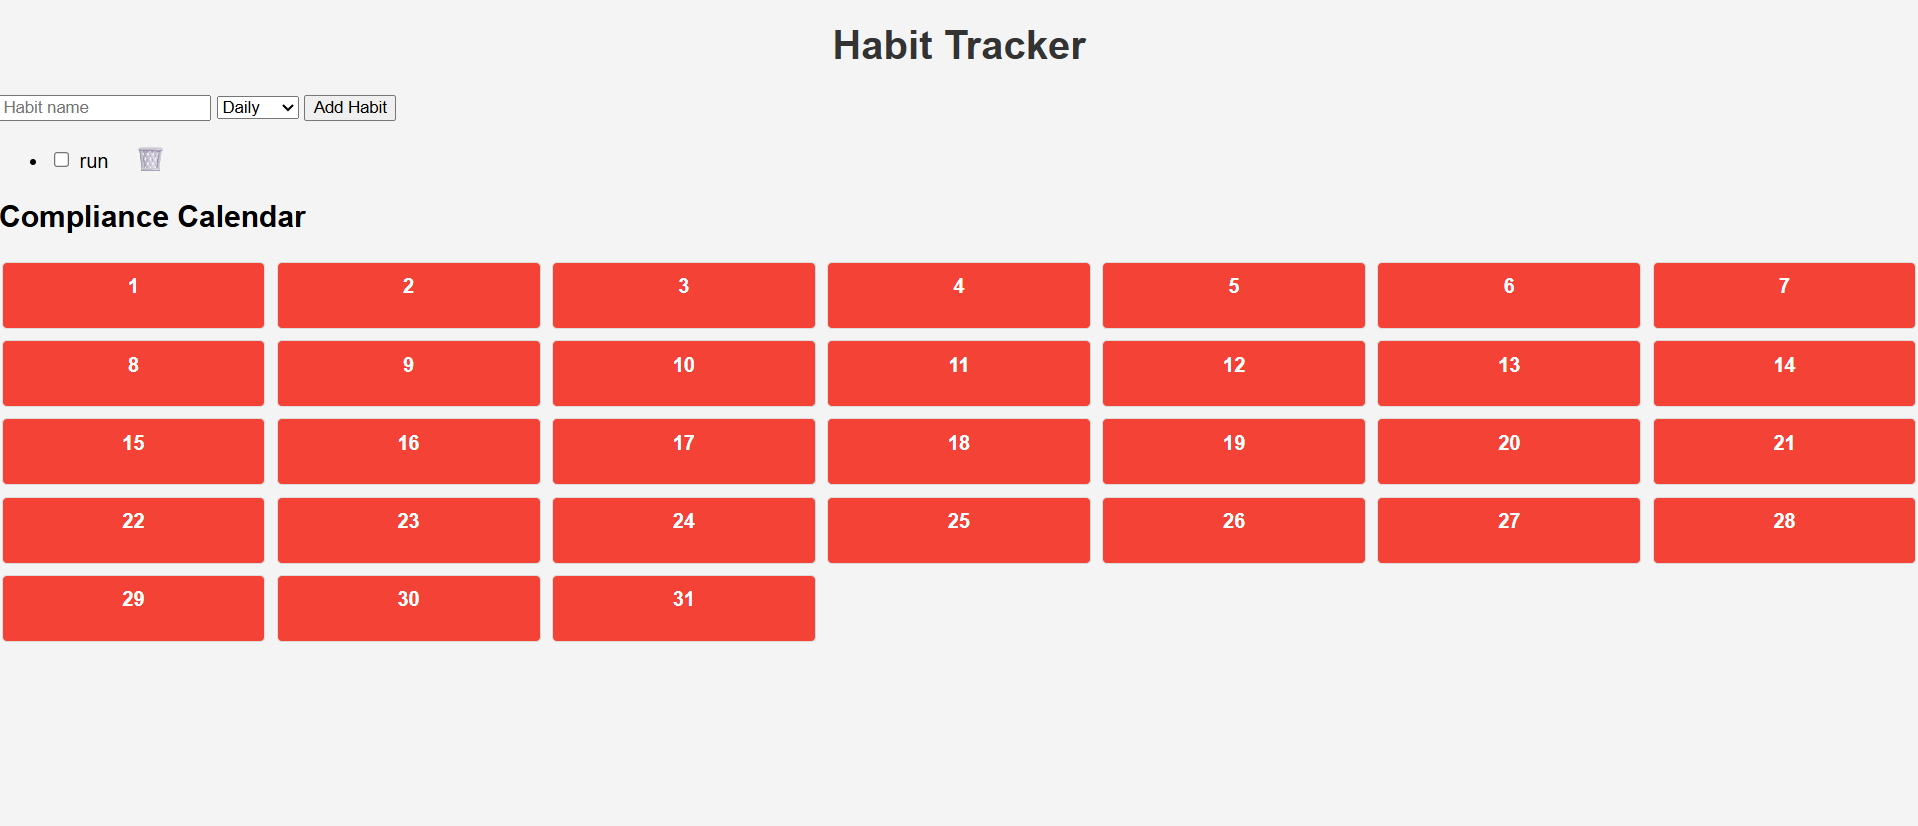 Habit Tracker
Habit name Daily Add Habit
run
Compliance Calendar
1 2 3 4 5 6 7
8 9 10 11 12 13 14
15 16 17 18 19 20 21
22 23 24 25 26 27 28
29 30 31